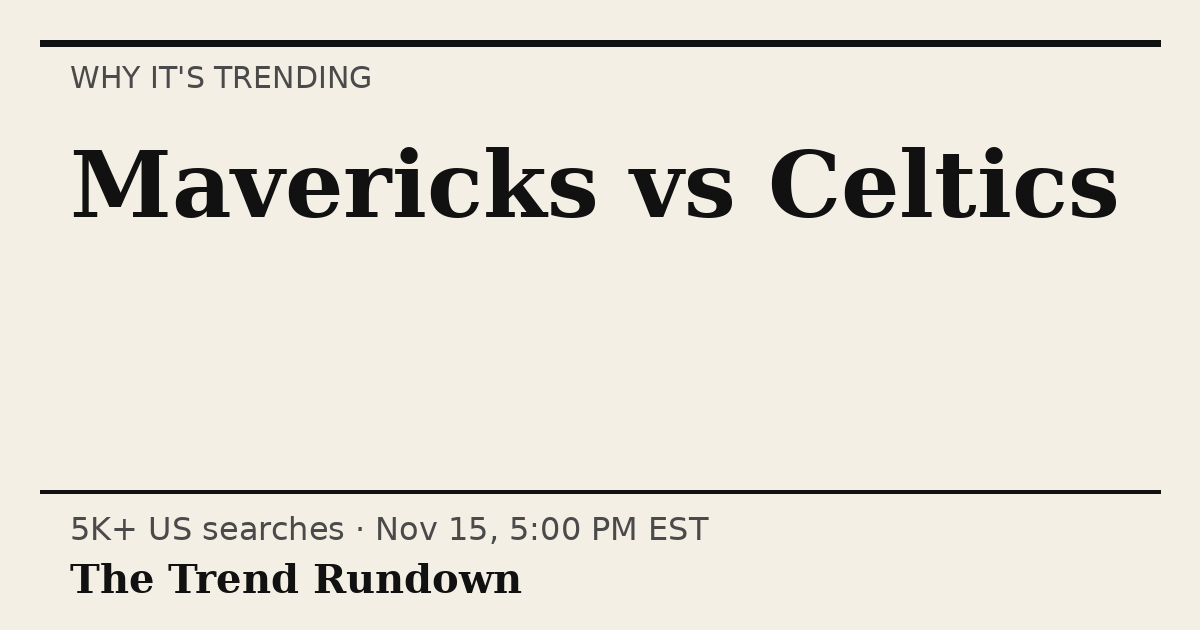 WHY IT'S TRENDING
Mavericks vs Celtics
5K+ US searches · Nov 15, 5:00 PM EST
The Trend Rundown